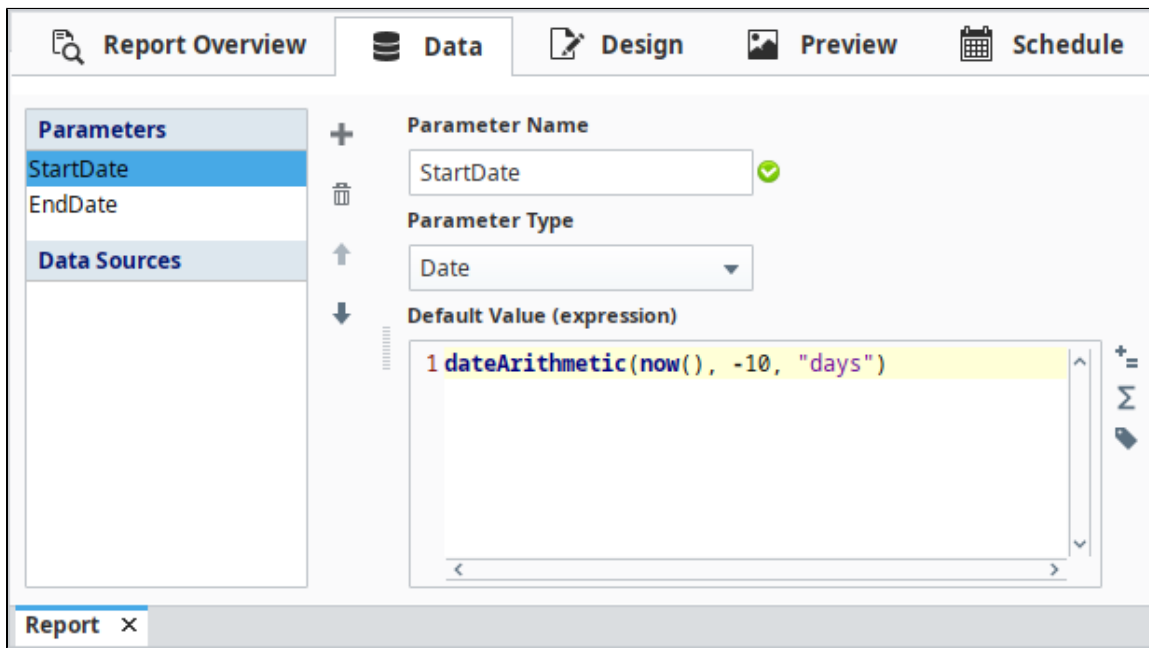 Report Overview Data Design Preview Schedule
Parameters
StartDate
EndDate
Data Sources
Parameter Name
StartDate
Parameter Type
Date
Default Value (expression)
1 dateArithmetic(now(), -10, "days")
Report